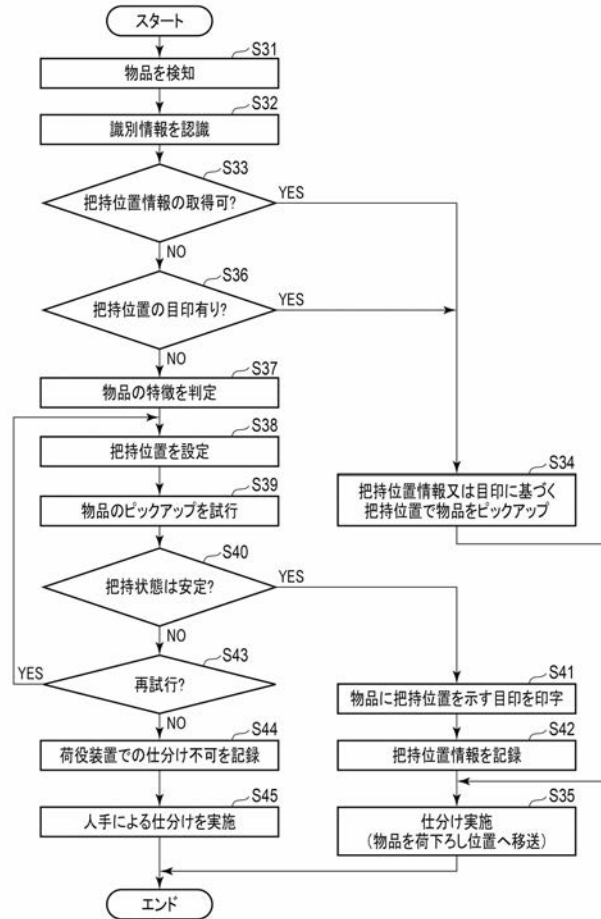 スタート
S31
物品を検知
S32
識別情報を認識
S33
把持位置情報の取得可?
YES
NO
S36
把持位置の目印有り?
YES
NO
S37
物品の特徴を判定
S38
把持位置を設定
S39
物品のピックアップを試行
S34
把持位置情報又は目印に基づく
把持位置で物品をピックアップ
S40
把持状態は安定?
YES
NO
S43
再試行?
YES
NO
S41
物品に把持位置を示す目印を印字
S42
把持位置情報を記録
S44
荷役装置での仕分け不可を記録
S45
人手による仕分けを実施
S35
仕分け実施
(物品を荷下ろし位置へ移送)
エンド